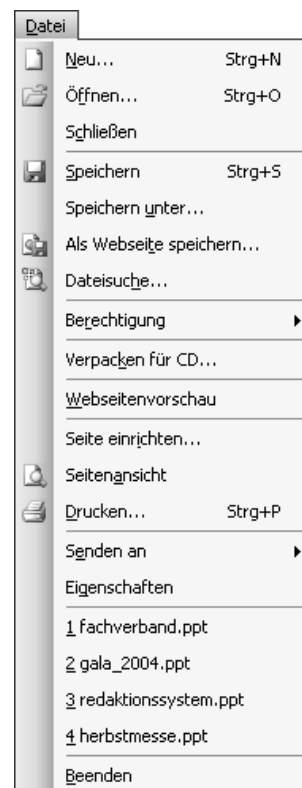 Datei
Neu... Strg+N
Öffnen... Strg+O
Schließen
Speichern Strg+S
Speichern unter...
Als Webseite speichern...
Dateisuche...
Berechtigung
Verpacken für CD...
Webseitenvorschau
Seite einrichten...
Seitenansicht
Drucken... Strg+P
Senden an
Eigenschaften
1 fachverband.ppt
2 gala_2004.ppt
3 redaktionssystem.ppt
4 herbstmesse.ppt
Beenden